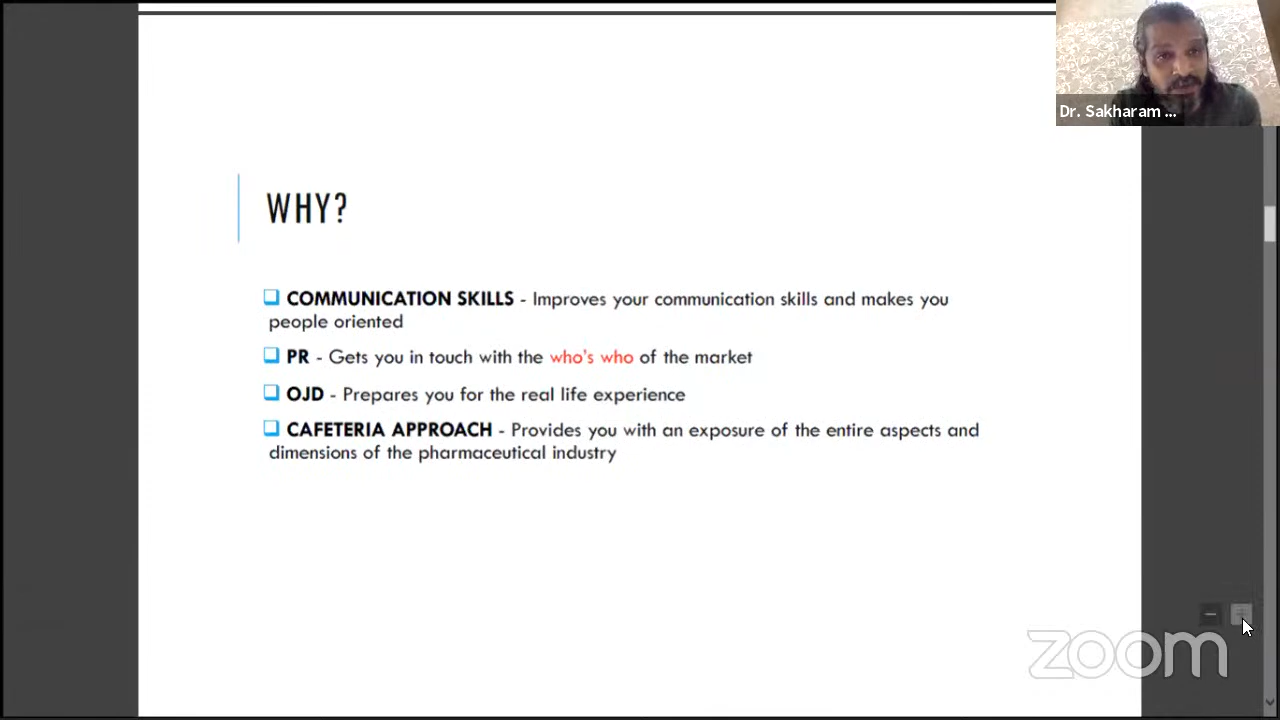 Dr. Sakharam ...
WHY?
COMMUNICATION SKILLS - Improves your communication skills and makes you
people oriented
PR - Gets you in touch with the who's who of the market
OJD - Prepares you for the real life experience
CAFETERIA APPROACH - Provides you with an exposure of the entire aspects and
dimensions of the pharmaceutical industry
zoom